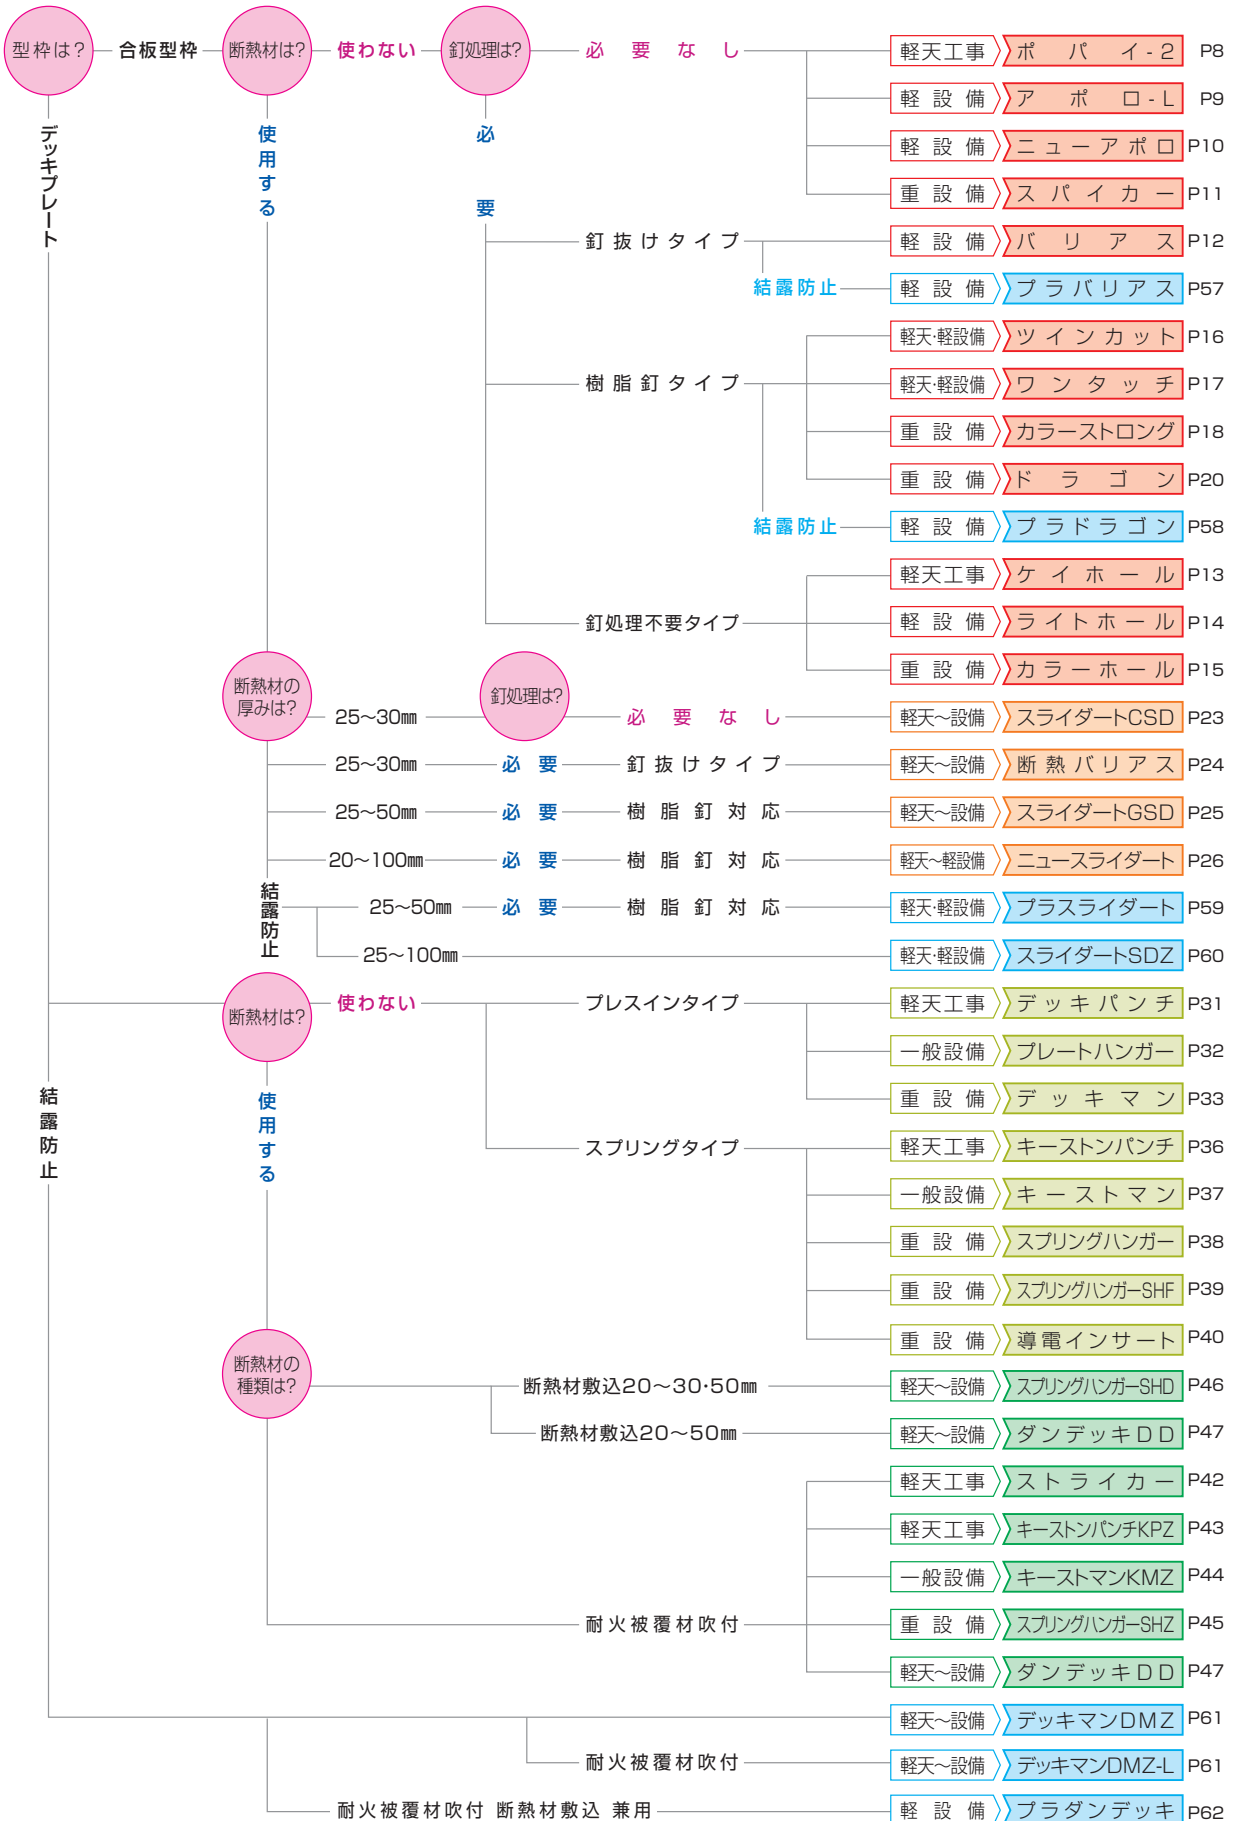 型枠は? 合板型枠 断熱材は? 使わない 釘処理は? 必要なし 軽天工事 ポパイ-2 P8
軽設備 アポロ-L P9
デッキプレート 使用する 必要 軽設備 ニューアポロ P10
重設備 スパイカー P11
釘抜けタイプ 軽設備 バリアス P12
結露防止 軽設備 プラバリアス P57
軽天・軽設備 ツインカット P16
樹脂釘タイプ 軽天・軽設備 ワンタッチ P17
重設備 カラーストロング P18
重設備 ドラゴン P20
結露防止 軽設備 プラドラゴン P58
軽天工事 ケイホール P13
釘処理不要タイプ 軽設備 ライトホール P14
重設備 カラーホール P15
断熱材の
厚みは?
釘処理は?
25〜30㎜ 必要なし 軽天〜設備 スライダートCSD P23
25〜30㎜ 必要 釘抜けタイプ 軽天〜設備 断熱バリアス P24
25〜50㎜ 必要 樹脂釘対応 軽天〜設備 スライダートGSD P25
20〜100㎜ 必要 樹脂釘対応 軽天〜軽設備 ニュースライダート P26
結露防止 25〜50㎜ 必要 樹脂釘対応 軽天・軽設備 プラスライダート P59
25〜100㎜ 軽天・軽設備 スライダートSDZ P60
断熱材は? 使わない プレスインタイプ 軽天工事 デッキパンチ P31
一般設備 プレートハンガー P32
結露防止 使用する 重設備 デッキマン P33
スプリングタイプ 軽天工事 キーストンパンチ P36
一般設備 キーストマン P37
重設備 スプリングハンガー P38
重設備 スプリングハンガーSHF P39
重設備 導電インサート P40
断熱材の
種類は?
断熱材敷込20〜30・50㎜ 軽天〜設備 スプリングハンガーSHD P46
断熱材敷込20〜50㎜ 軽天〜設備 ダンデッキDD P47
軽天工事 ストライカー P42
軽天工事 キーストンパンチKPZ P43
一般設備 キーストマンKMZ P44
耐火被覆材吹付 重設備 スプリングハンガーSHZ P45
軽天〜設備 ダンデッキDD P47
軽天〜設備 デッキマンDMZ P61
耐火被覆材吹付 軽天〜設備 デッキマンDMZ-L P61
耐火被覆材吹付 断熱材敷込 兼用 軽設備 プラダンデッキ P62